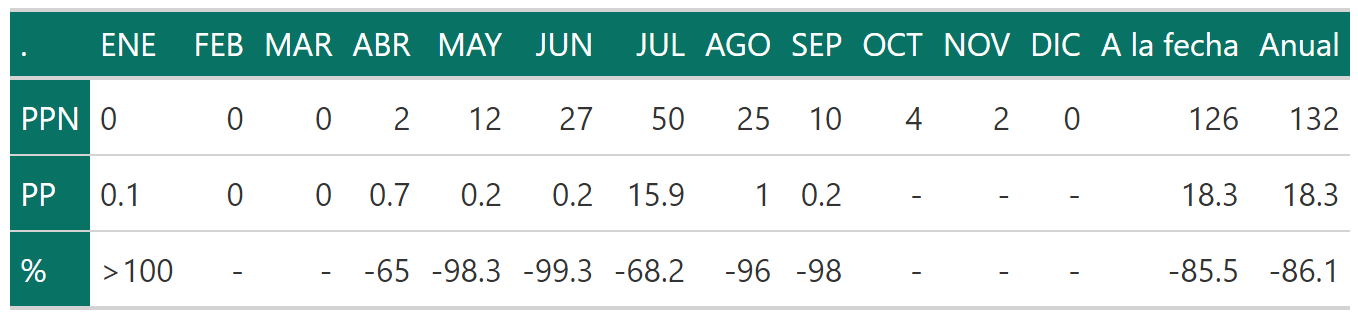 . ENE FEB MAR ABR MAY JUN JUL AGO SEP OCT NOV DIC A la fecha Anual
PPN 0 0 0 2 12 27 50 25 10 4 2 0 126 132
PP 0.1 0 0 0.7 0.2 0.2 15.9 1 0.2 - - - 18.3 18.3
% >100 - - -65 -98.3 -99.3 -68.2 -96 -98 - - - -85.5 -86.1